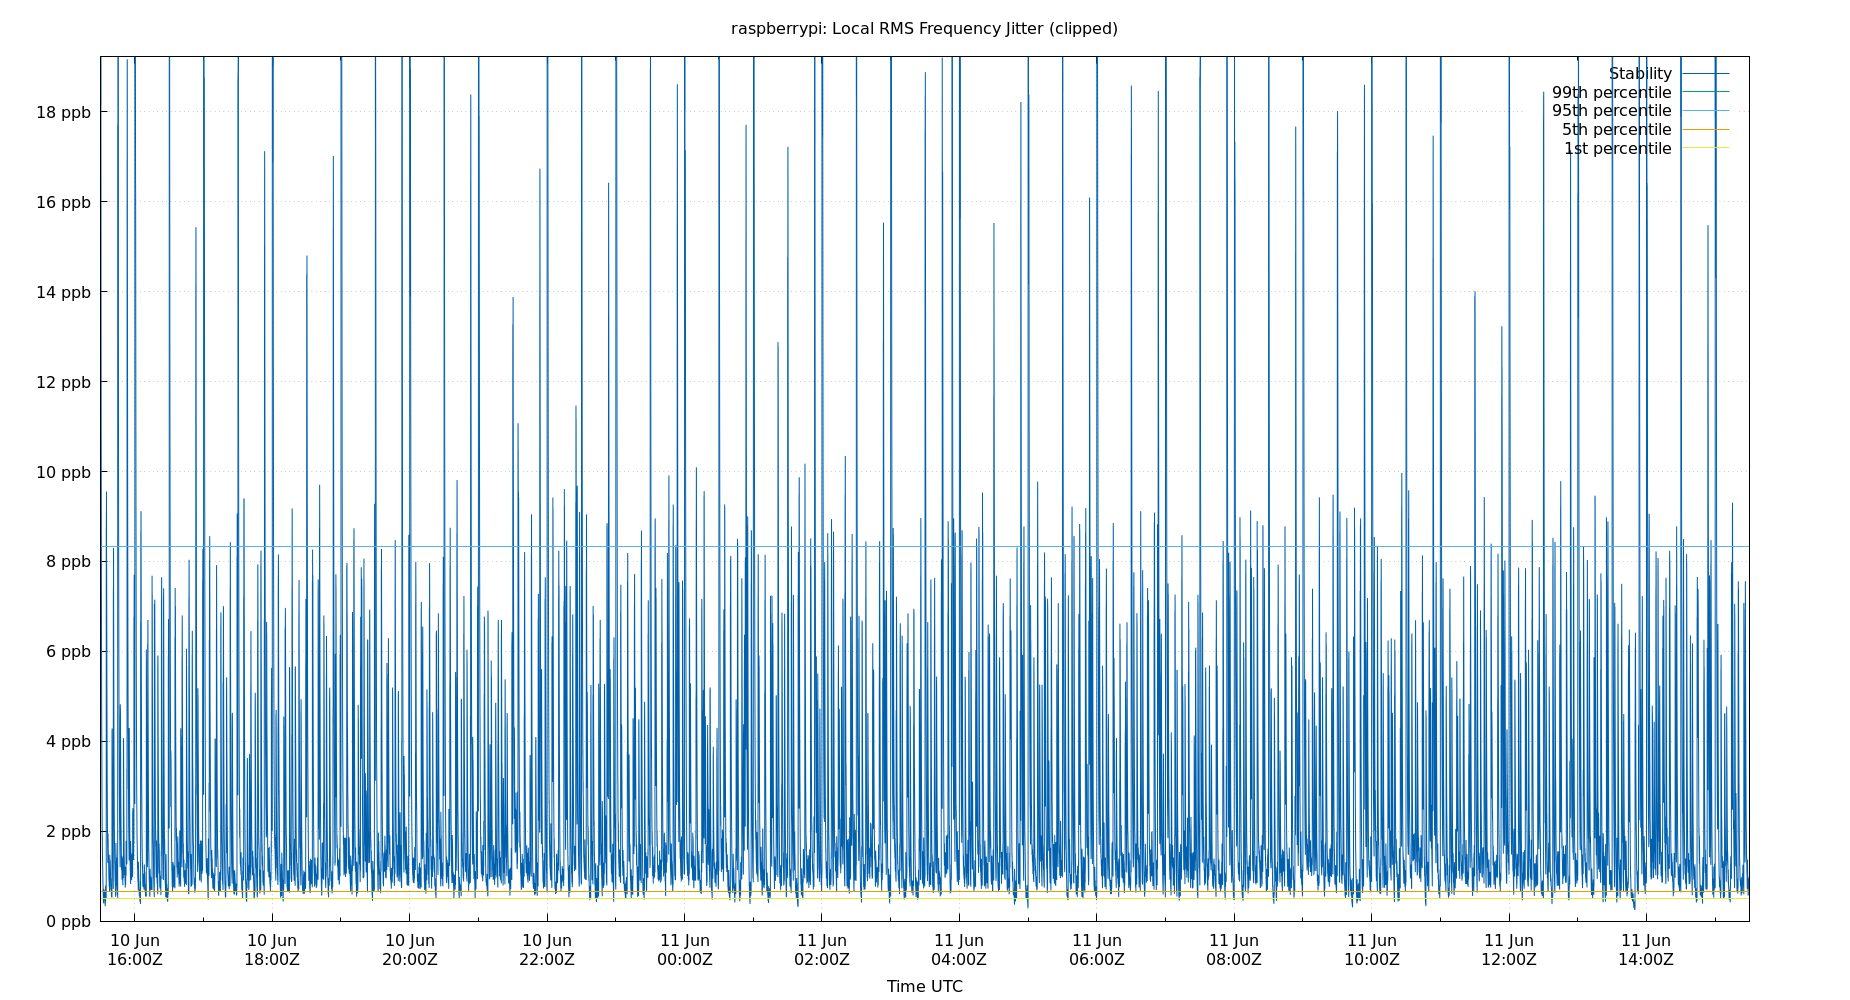 raspberrypi: Local RMS Frequency Jitter (clipped)
Stability
99th percentile
95th percentile
5th percentile
1st percentile
18 ppb
16 ppb
14 ppb
12 ppb
10 ppb
8 ppb
6 ppb
4 ppb
2 ppb
0 ppb
10 Jun 10 Jun 10 Jun 10 Jun 11 Jun 11 Jun 11 Jun 11 Jun 11 Jun 11 Jun 11 Jun 11 Jun
16:00Z 18:00Z 20:00Z 22:00Z 00:00Z 02:00Z 04:00Z 06:00Z 08:00Z 10:00Z 12:00Z 14:00Z
Time UTC